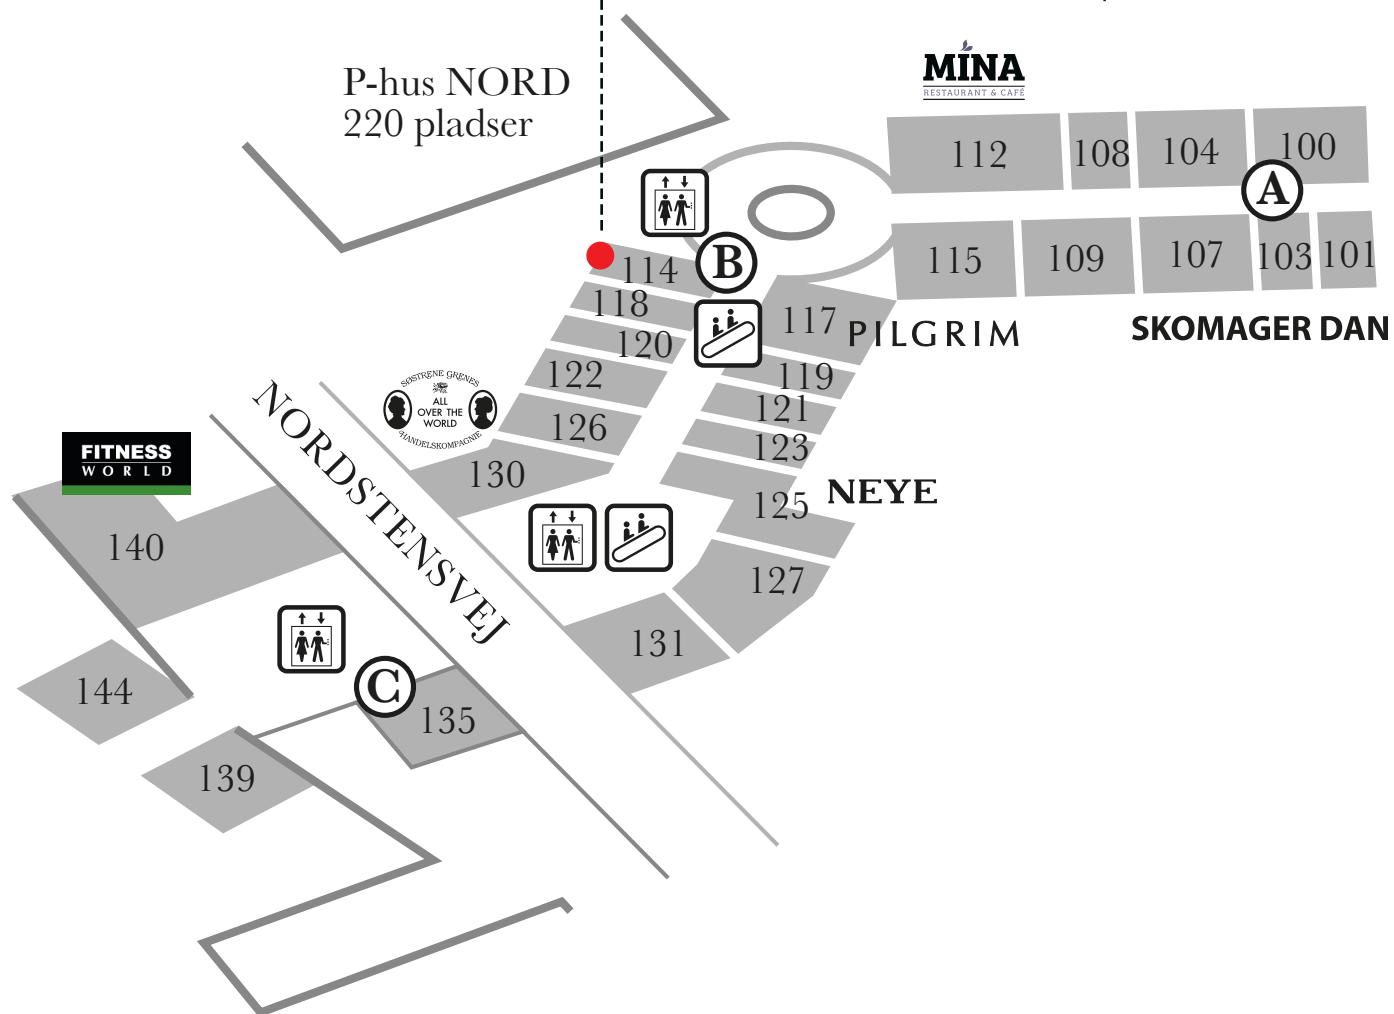 P-hus NORD
220 pladser
MINA
RESTAURANT & CAFÉ
112
108
104
100
A
115
109
107
103
101
SKOMAGER DAN
B
114
118
120
122
126
130
117
PILGRIM
119
121
123
125
NEYE
127
131
SØSTRENE GRENES
ALL
OVER THE
WORLD
HANDELSKOMPAGNIE
NORDSTENSVEJ
FITNESS
WORLD
140
144
C
135
139